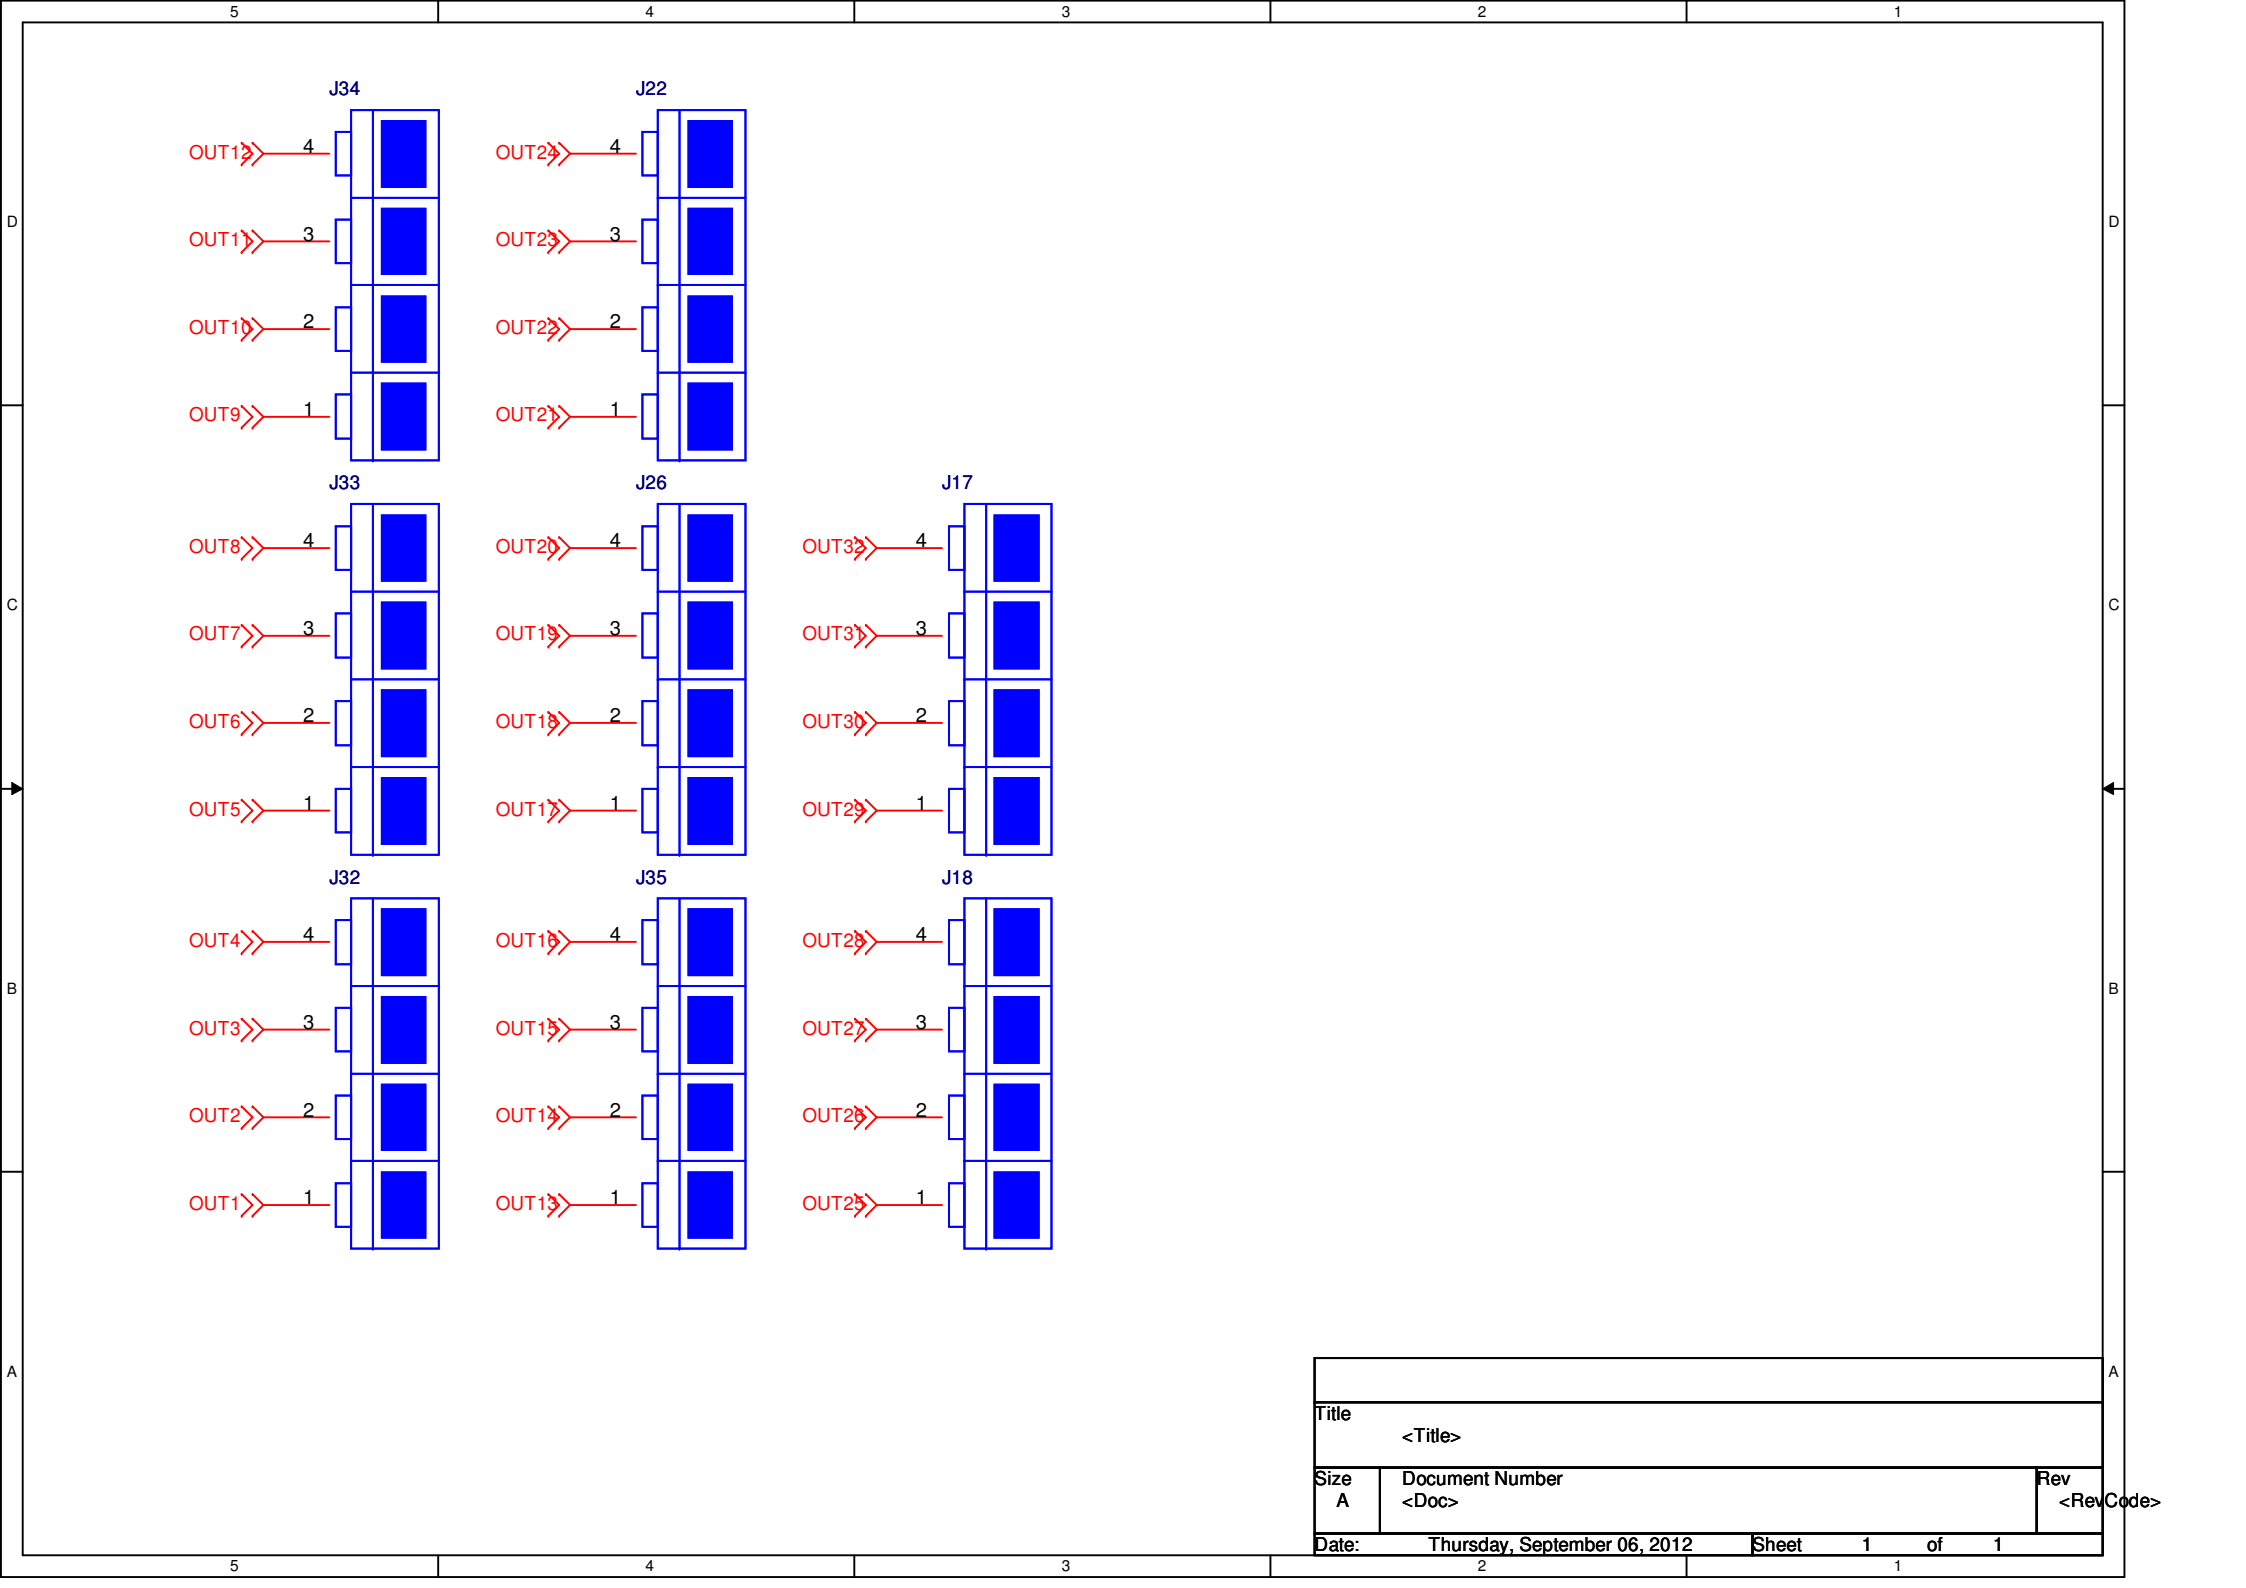 5 4 3 2 1
J34 J22
OUT12 4 OUT24 4
D OUT11 3 OUT23 3 D
OUT10 2 OUT22 2
OUT9 1 OUT21 1
J33 J26 J17
OUT8 4 OUT20 4 OUT32 4
C C
OUT7 3 OUT19 3 OUT31 3
OUT6 2 OUT18 2 OUT30 2
OUT5 1 OUT17 1 OUT29 1
J32 J35 J18
OUT4 4 OUT16 4 OUT28 4
B B
OUT3 3 OUT15 3 OUT27 3
OUT2 2 OUT14 2 OUT26 2
OUT1 1 OUT13 1 OUT25 1
A A
Title
<Title>
Size Document Number Rev
A <Doc> <RevCode>
Date: Thursday, September 06, 2012 Sheet 1 of 1
5 4 3 2 1